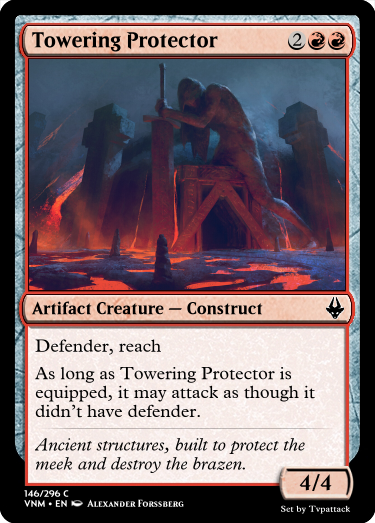 Towering Protector 2
Artifact Creature — Construct
Defender, reach
As long as Towering Protector is
equipped, it may attack as though it
didn't have defender.
Ancient structures, built to protect the
meek and destroy the brazen.
4/4
146/296 C
VNM • EN Alexander Forssberg
Set by Tvpattack